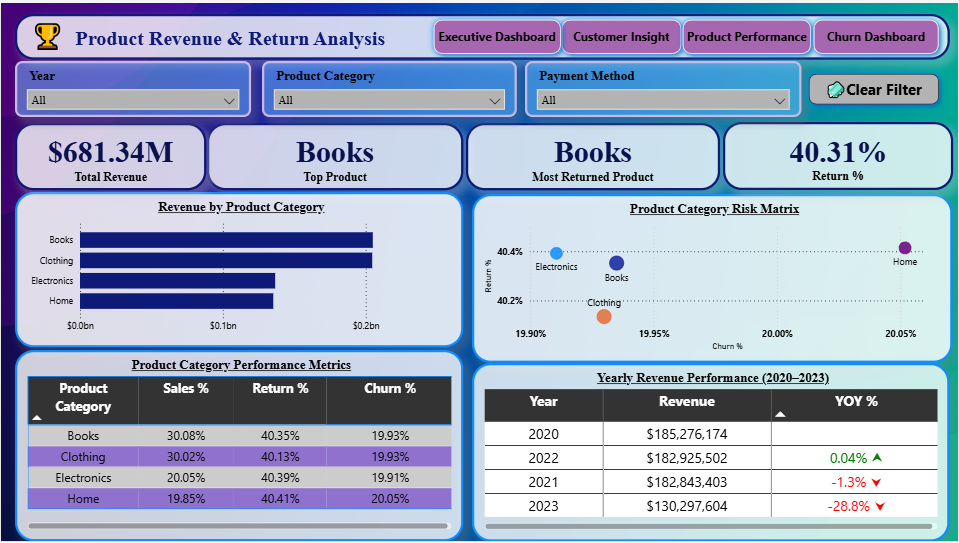 Product Revenue & Return Analysis
Executive Dashboard
Customer Insight
Product Performance
Churn Dashboard
Year
All
Product Category
All
Payment Method
All
Clear Filter
$681.34M
Total Revenue
Books
Top Product
Books
Most Returned Product
40.31%
Return %
Revenue by Product Category
Books
Clothing
Electronics
Home
$0.0bn $0.1bn $0.2bn
Product Category Risk Matrix
Return %
40.4%
40.2%
Electronics
Books
Home
Clothing
19.90% 19.95% 20.00% 20.05%
Churn %
Product Category Performance Metrics
Product Category Sales % Return % Churn %
Books 30.08% 40.35% 19.93%
Clothing 30.02% 40.13% 19.93%
Electronics 20.05% 40.39% 19.91%
Home 19.85% 40.41% 20.05%
Yearly Revenue Performance (2020–2023)
Year Revenue YOY %
2020 $185,276,174
2022 $182,925,502 0.04%
2021 $182,843,403 -1.3%
2023 $130,297,604 -28.8%